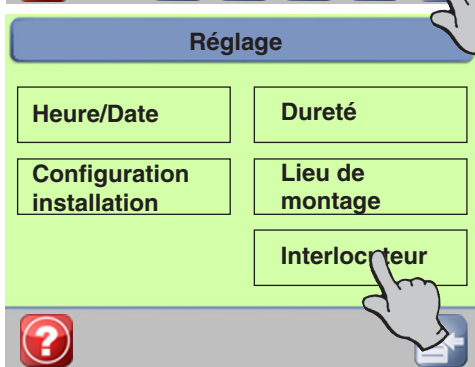 Réglage
Heure/Date
Dureté
Configuration
installation
Lieu de
montage
Interlocuteur
?